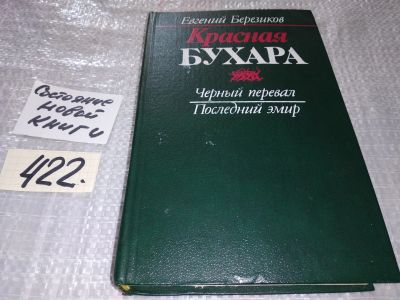 Евгений Березиков
Красная
БУХАРА
Черный перевал
Последний эмир
Состояние
новой
книги
422.